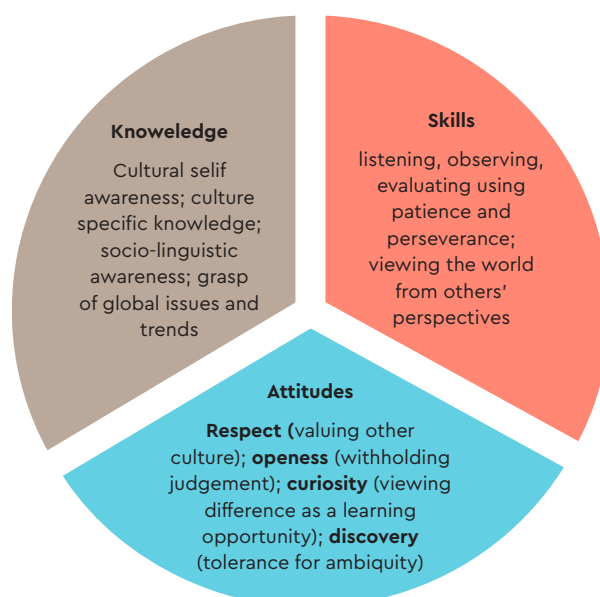 Knoweledge
Cultural selif
awareness; culture
specific knowledge;
socio-linguistic
awareness; grasp
of global issues and
trends
Skills
listening, observing,
evaluating using
patience and
perseverance;
viewing the world
from others'
perspectives
Attitudes
Respect (valuing other
culture); openess (withholding
judgement); curiosity (viewing
difference as a learning
opportunity); discovery
(tolerance for ambiquity)